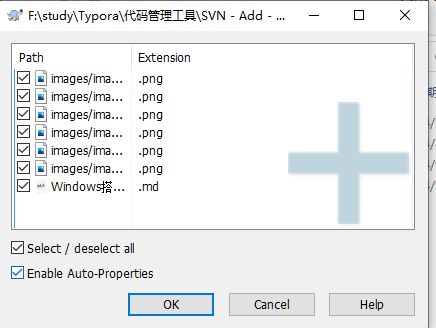 F:\study\Typora\代码管理工具\SVN - Add - ...
Path Extension
images/ima... .png
images/ima... .png
images/ima... .png
images/ima... .png
images/ima... .png
images/ima... .png
Windows搭... .md
Select / deselect all
Enable Auto-Properties
OK Cancel Help